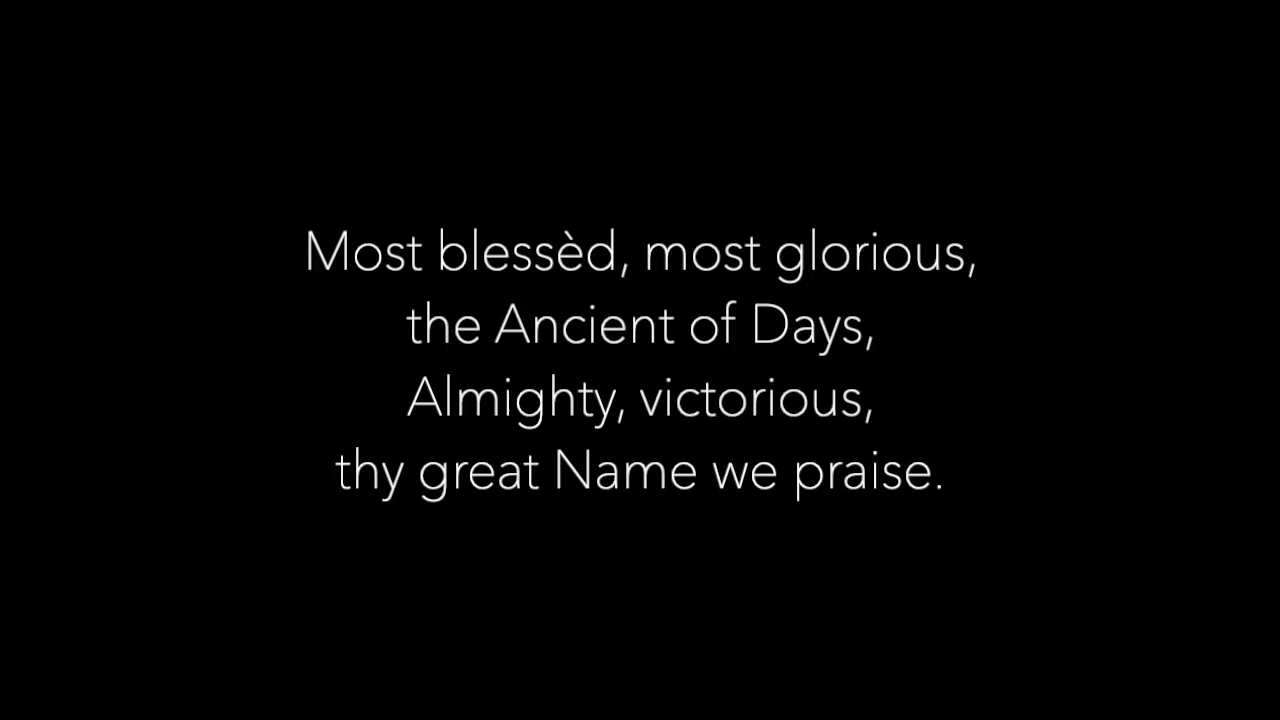 Most blessèd, most glorious,
the Ancient of Days,
Almighty, victorious,
thy great Name we praise.